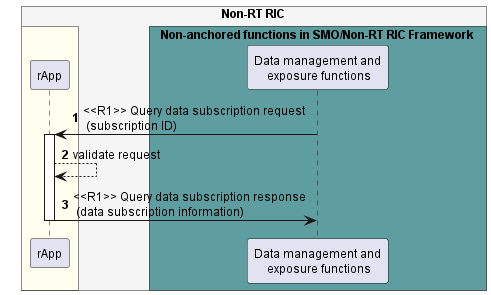 Non-RT RIC
Non-anchored functions in SMO/Non-RT RIC Framework
rApp
Data management and
exposure functions
1 <<R1>> Query data subscription request
(subscription ID)
2 validate request
3 <<R1>> Query data subscription response
(data subscription information)
rApp
Data management and
exposure functions